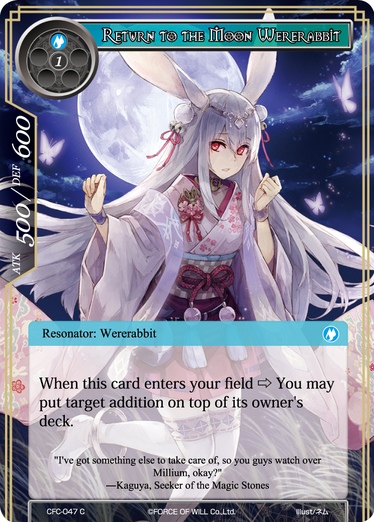 Return to the Moon Wererabbit
1
ATK 500 / DEF 600
Resonator: Wererabbit
When this card enters your field ⇨ You may
put target addition on top of its owner's
deck.
"I've got something else to take care of, so you guys watch over
Millium, okay?"
—Kaguya, Seeker of the Magic Stones
CFC-047 C ©FORCE OF WILL Co.,Ltd. Illust/ネム